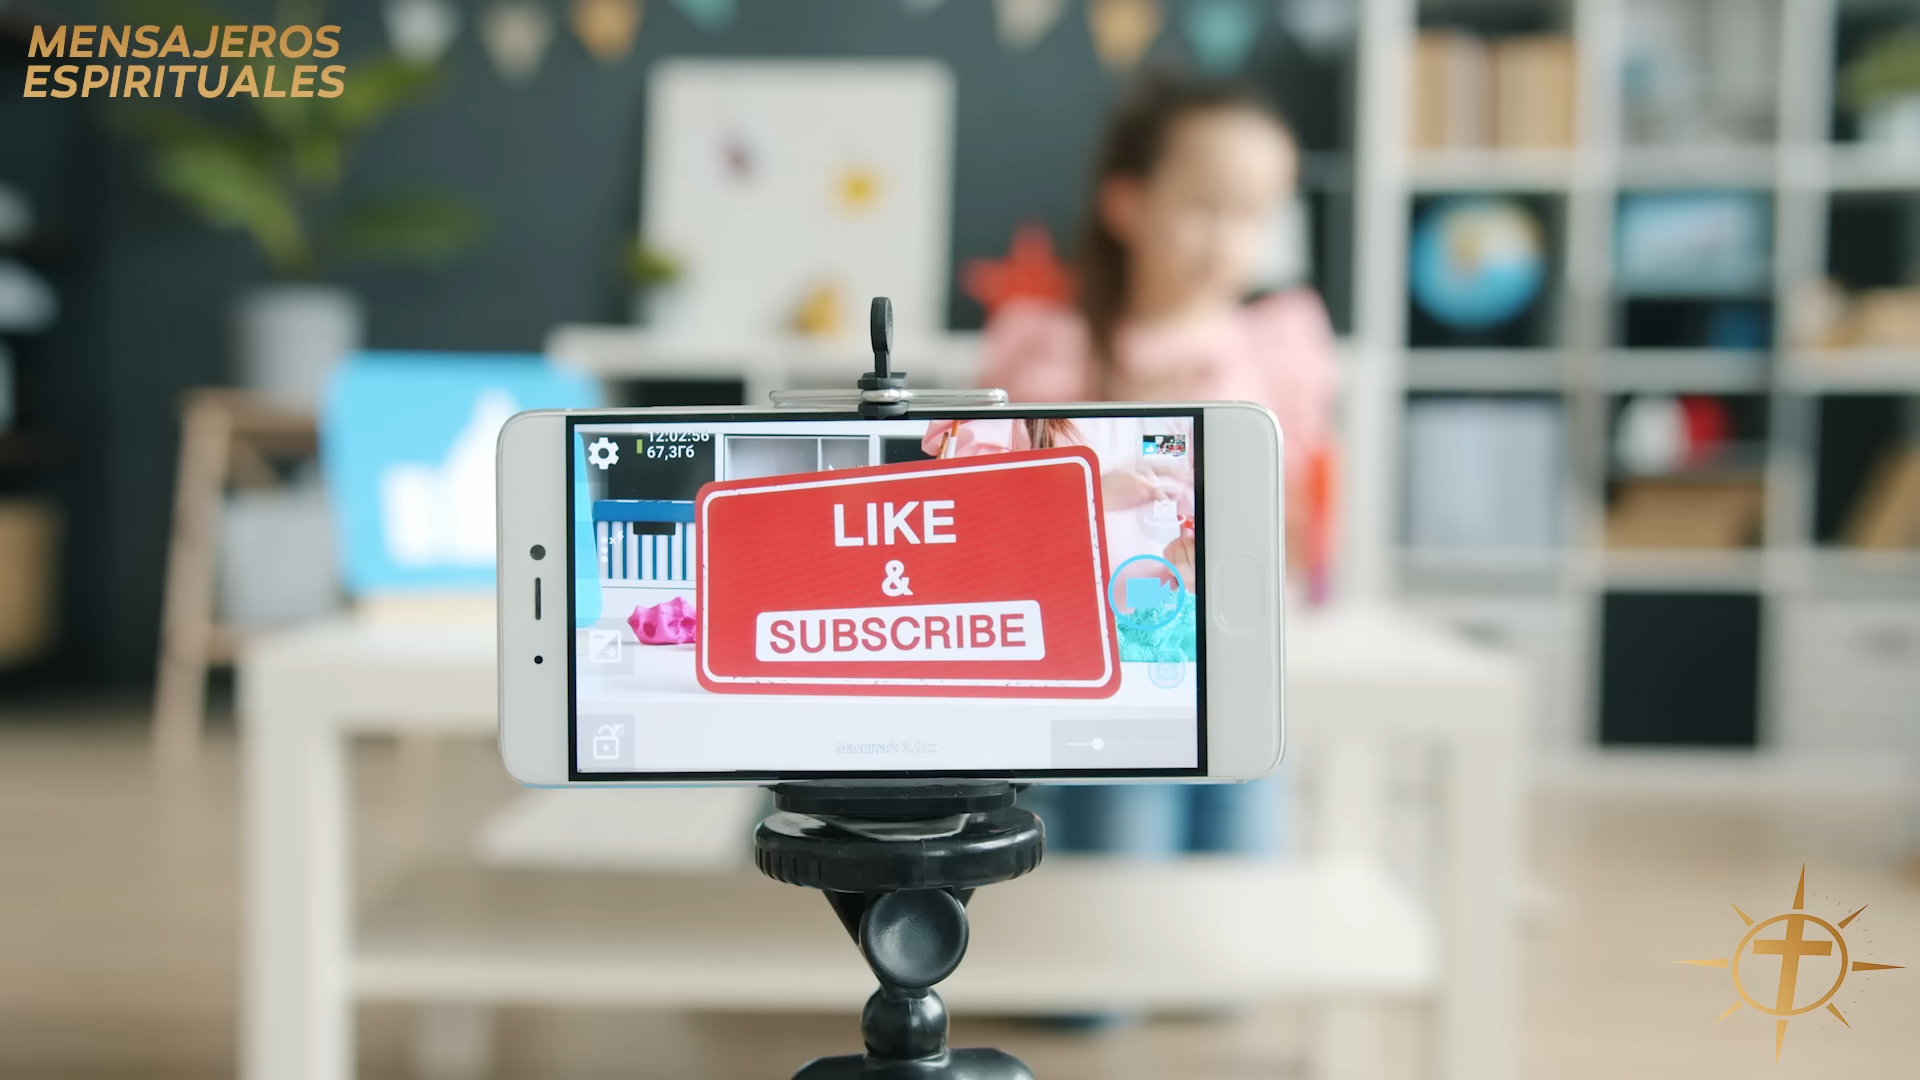 MENSAJEROS
ESPIRITUALES
12:02:56
67,3Гб
LIKE
&
SUBSCRIBE